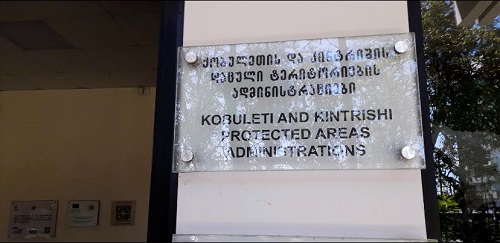 ქობულეთის და კინტრიშის
დაცული ტერიტორიების
ადმინისტრაციები
KOBULETI AND KINTRISHI
PROTECTED AREAS
ADMINISTRATIONS